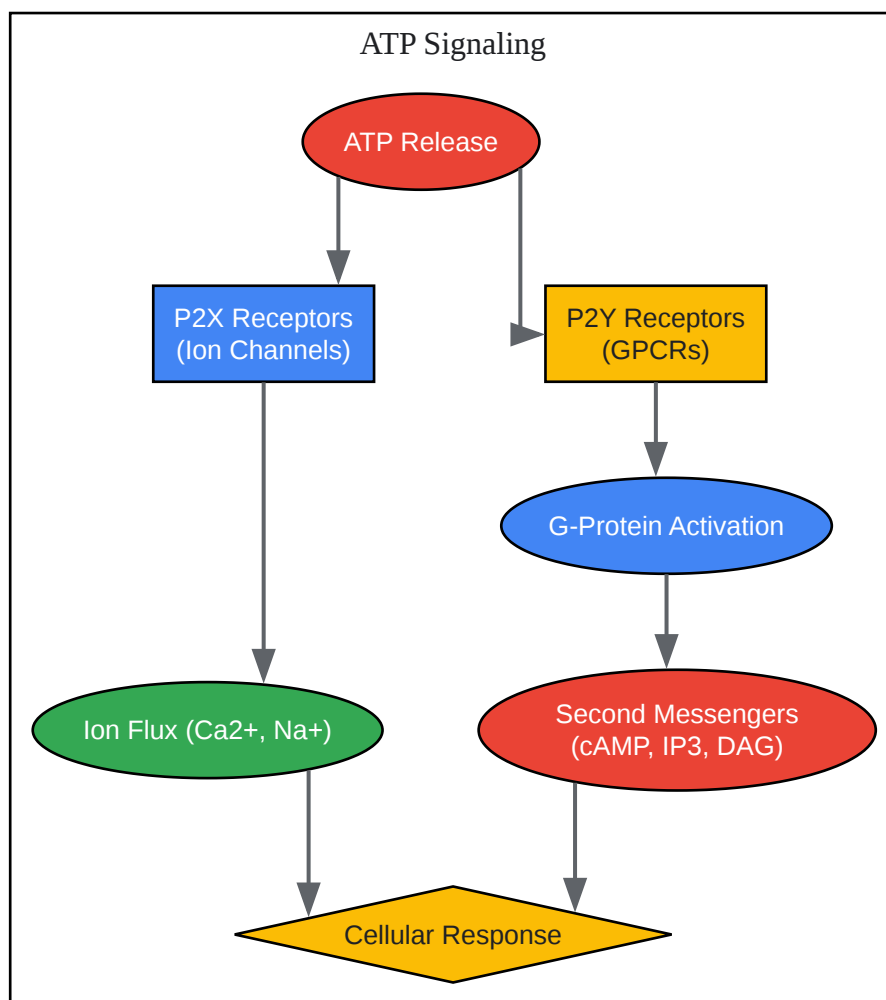 ATP Signaling
ATP Release
P2X Receptors
(Ion Channels)
P2Y Receptors
(GPCRs)
G-Protein Activation
Ion Flux (Ca2+, Na+)
Second Messengers
(cAMP, IP3, DAG)
Cellular Response